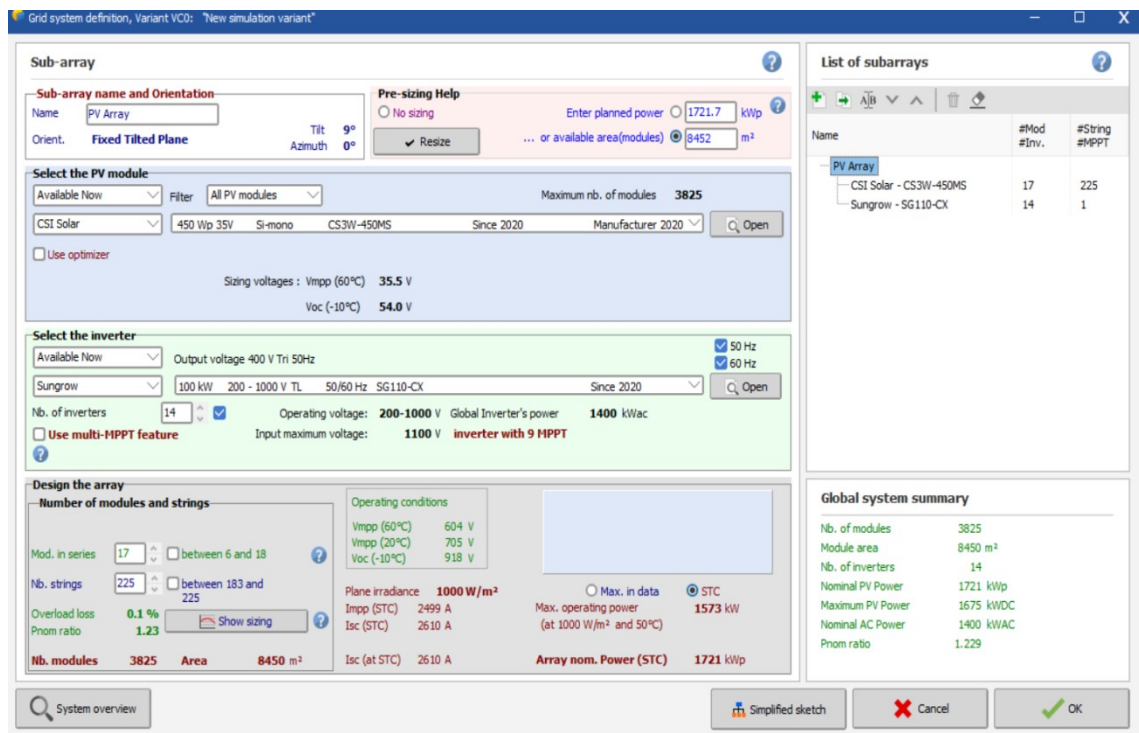 Grid system definition, Variant VC0: "New simulation variant"
Sub-array
Sub-array name and Orientation
Name PV Array
Orient. Fixed Tilted Plane
Tilt 9°
Azimuth 0°
Pre-sizing Help
No sizing
Enter planned power 1721.7 kWp
Resize
... or available area(modules) 8452 m²
Select the PV module
Available Now Filter All PV modules Maximum nb. of modules 3825
CSI Solar 450 Wp 35V Si-mono CS3W-450MS Since 2020 Manufacturer 2020 Open
Use optimizer
Sizing voltages : Vmpp (60°C) 35.5 V
Voc (-10°C) 54.0 V
Select the inverter
Available Now Output voltage 400 V Tri 50Hz
50 Hz
60 Hz
Sungrow 100 kW 200 - 1000 V TL 50/60 Hz SG110-CX Since 2020 Open
Nb. of inverters 14 Operating voltage: 200-1000 V Global Inverter's power 1400 kWac
Use multi-MPPT feature Input maximum voltage: 1100 V inverter with 9 MPPT
Design the array
Number of modules and strings
Mod. in series 17 between 6 and 18
Nb. strings 225 between 183 and
225
Overload loss 0.1 %
Pnom ratio 1.23
Show sizing
Nb. modules 3825 Area 8450 m²
Operating conditions
Vmpp (60°C) 604 V
Vmpp (20°C) 705 V
Voc (-10°C) 918 V
Plane irradiance 1000 W/m²
Impp (STC) 2499 A
Isc (STC) 2610 A
Isc (at STC) 2610 A
Max. in data STC
Max. operating power 1573 kW
(at 1000 W/m² and 50°C)
Array nom. Power (STC) 1721 kWp
List of subarrays
Name #Mod #String
#Inv. #MPPT
PV Array
CSI Solar - CS3W-450MS 17 225
Sungrow - SG110-CX 14 1
Global system summary
Nb. of modules 3825
Module area 8450 m²
Nb. of inverters 14
Nominal PV Power 1721 kWp
Maximum PV Power 1675 kWDC
Nominal AC Power 1400 kWAC
Pnom ratio 1.229
System overview
Simplified sketch
Cancel
OK